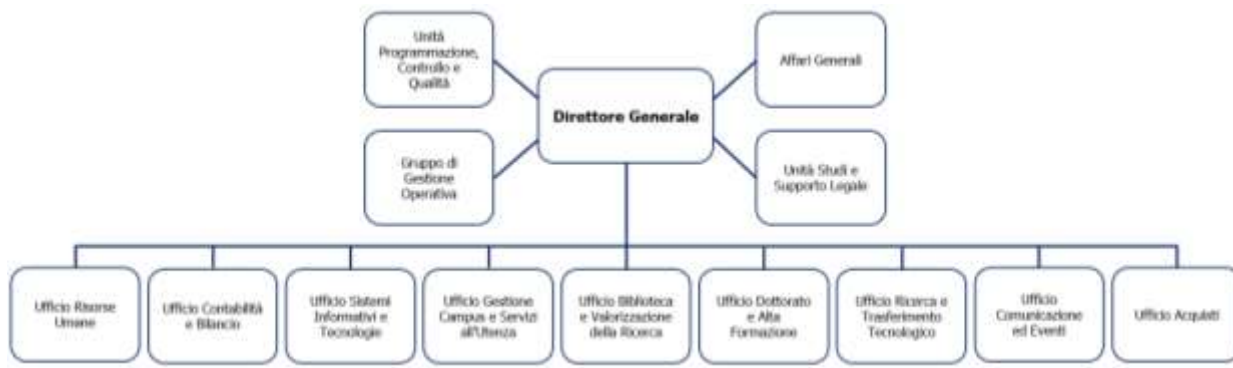 Unità
Programmazione,
Controllo e
Qualità
Affari Generali
Direttore Generale
Gruppo di
Gestione
Operativa
Unità Studi e
Supporto Legale
Ufficio Risorse
Umane
Ufficio Contabilità
e Bilancio
Ufficio Sistemi
Informativi e
Tecnologie
Ufficio Gestione
Campus e Servizi
all'Utenza
Ufficio Biblioteca
e Valorizzazione
della Ricerca
Ufficio Dottorato
e Alta
Formazione
Ufficio Ricerca e
Trasferimento
Tecnologico
Ufficio
Comunicazione
ed Eventi
Ufficio Acquisti